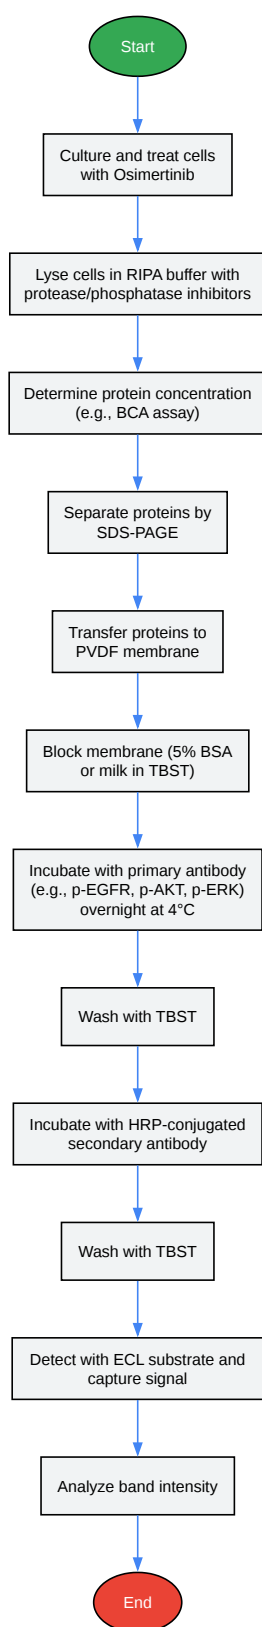 Start
Culture and treat cells
with Osimertinib
Lyse cells in RIPA buffer with
protease/phosphatase inhibitors
Determine protein concentration
(e.g., BCA assay)
Separate proteins by
SDS-PAGE
Transfer proteins to
PVDF membrane
Block membrane (5% BSA
or milk in TBST)
Incubate with primary antibody
(e.g., p-EGFR, p-AKT, p-ERK)
overnight at 4°C
Wash with TBST
Incubate with HRP-conjugated
secondary antibody
Wash with TBST
Detect with ECL substrate and
capture signal
Analyze band intensity
End